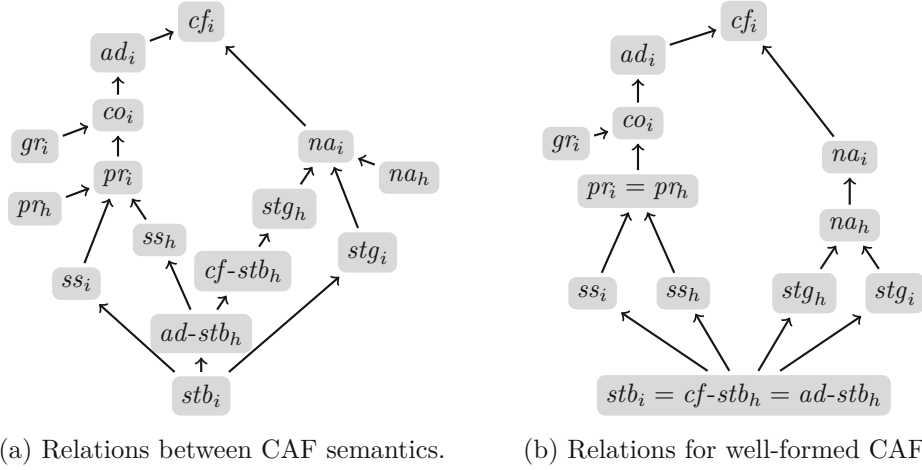 cf_i
ad_i
co_i
gr_i
pr_i
na_i
na_h
pr_h
stg_h
ss_h
stg_i
cf-stb_h
ss_i
ad-stb_h
stb_i
(a) Relations between CAF semantics.
cf_i
ad_i
co_i
gr_i
na_i
pr_i = pr_h
na_h
ss_i
ss_h
stg_h
stg_i
stb_i = cf-stb_h = ad-stb_h
(b) Relations for well-formed CAF